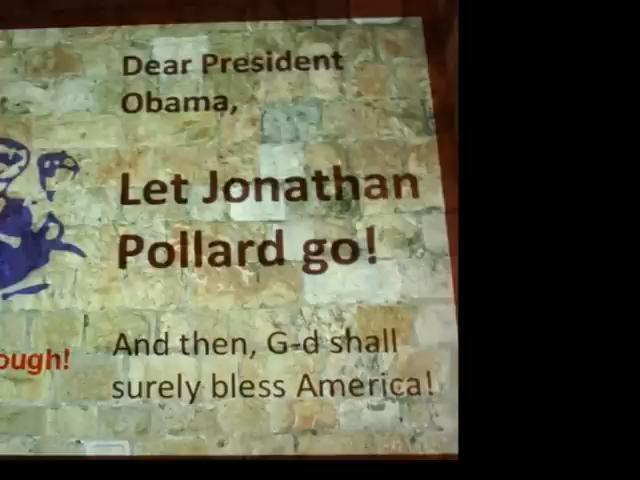 Dear President
Obama,
Let Jonathan
Pollard go!
ough!
And then, G-d shall
surely bless America!